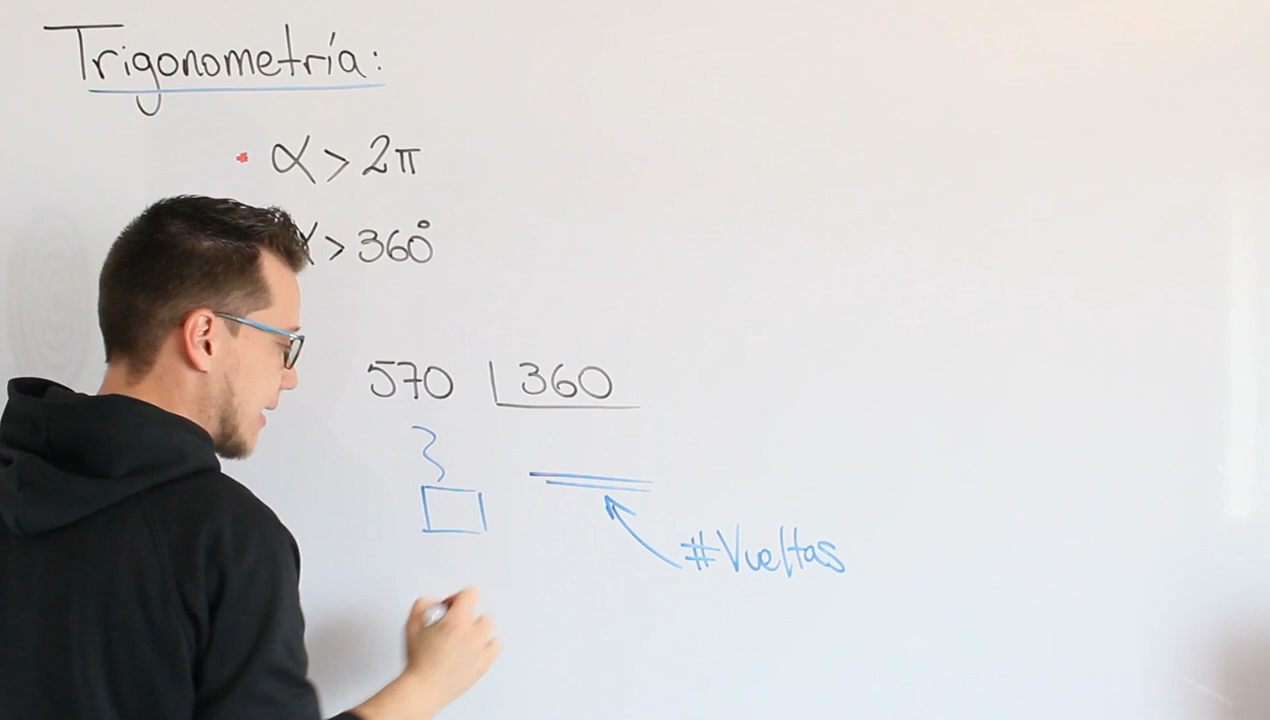 Trigonometría:
• α > 2π
α > 360°
570 | 360
#Vueltas